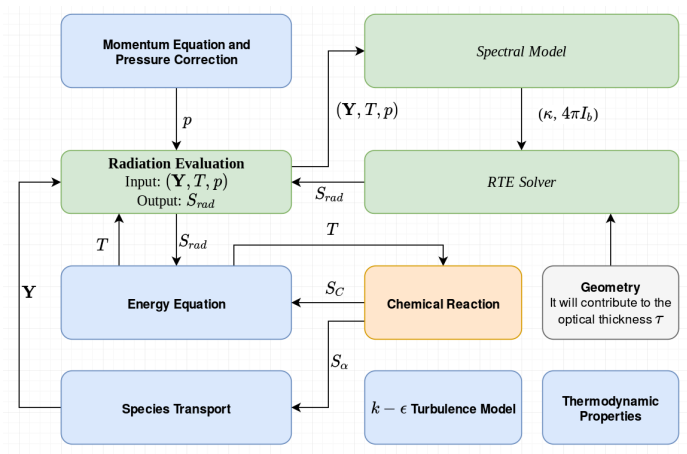 Momentum Equation and
Pressure Correction
Spectral Model
(Y, T, p)
(κ, 4πI_b)
p
Radiation Evaluation
Input: (Y, T, p)
Output: S_rad
S_rad
RTE Solver
T
S_rad
T
Y
Energy Equation
S_C
Chemical Reaction
Geometry
It will contribute to the
optical thickness τ
S_α
Species Transport
k − ϵ Turbulence Model
Thermodynamic
Properties